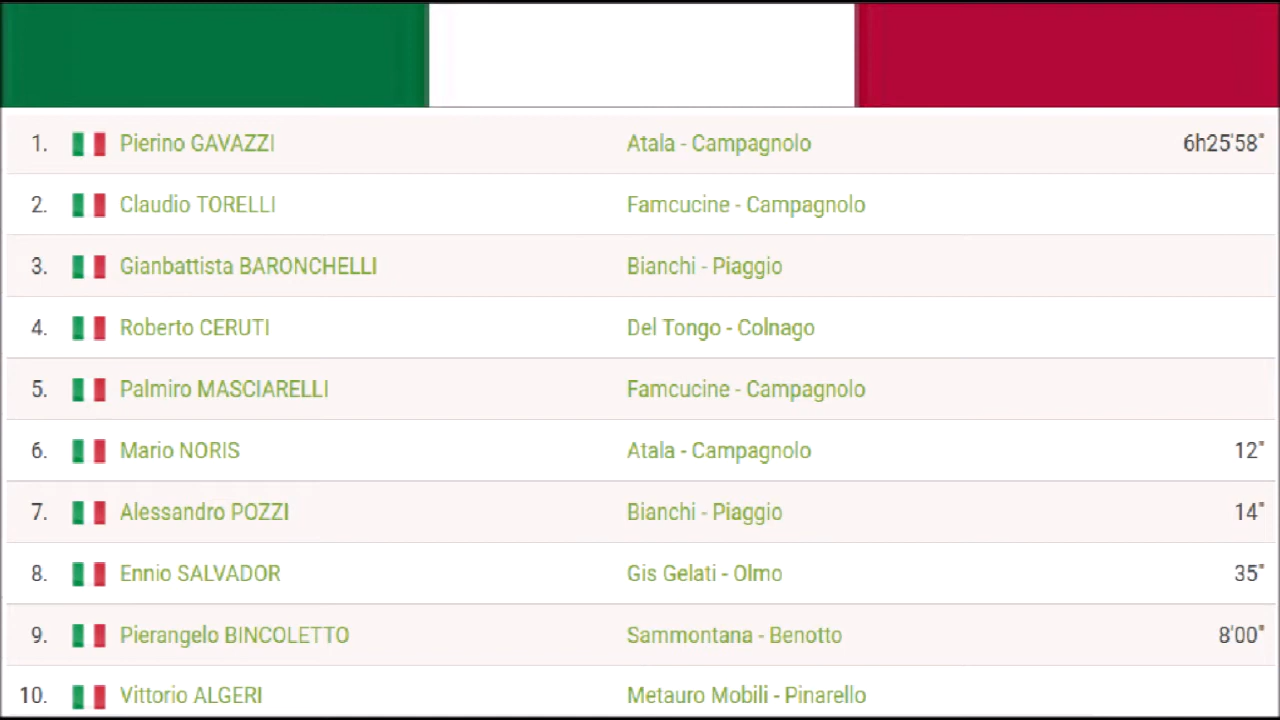 1. Pierino GAVAZZI Atala - Campagnolo 6h25'58"
2. Claudio TORELLI Famcucine - Campagnolo
3. Gianbattista BARONCHELLI Bianchi - Piaggio
4. Roberto CERUTI Del Tongo - Colnago
5. Palmiro MASCIARELLI Famcucine - Campagnolo
6. Mario NORIS Atala - Campagnolo 12"
7. Alessandro POZZI Bianchi - Piaggio 14"
8. Ennio SALVADOR Gis Gelati - Olmo 35"
9. Pierangelo BINCOLETTO Sammontana - Benotto 8'00"
10. Vittorio ALGERI Metauro Mobili - Pinarello